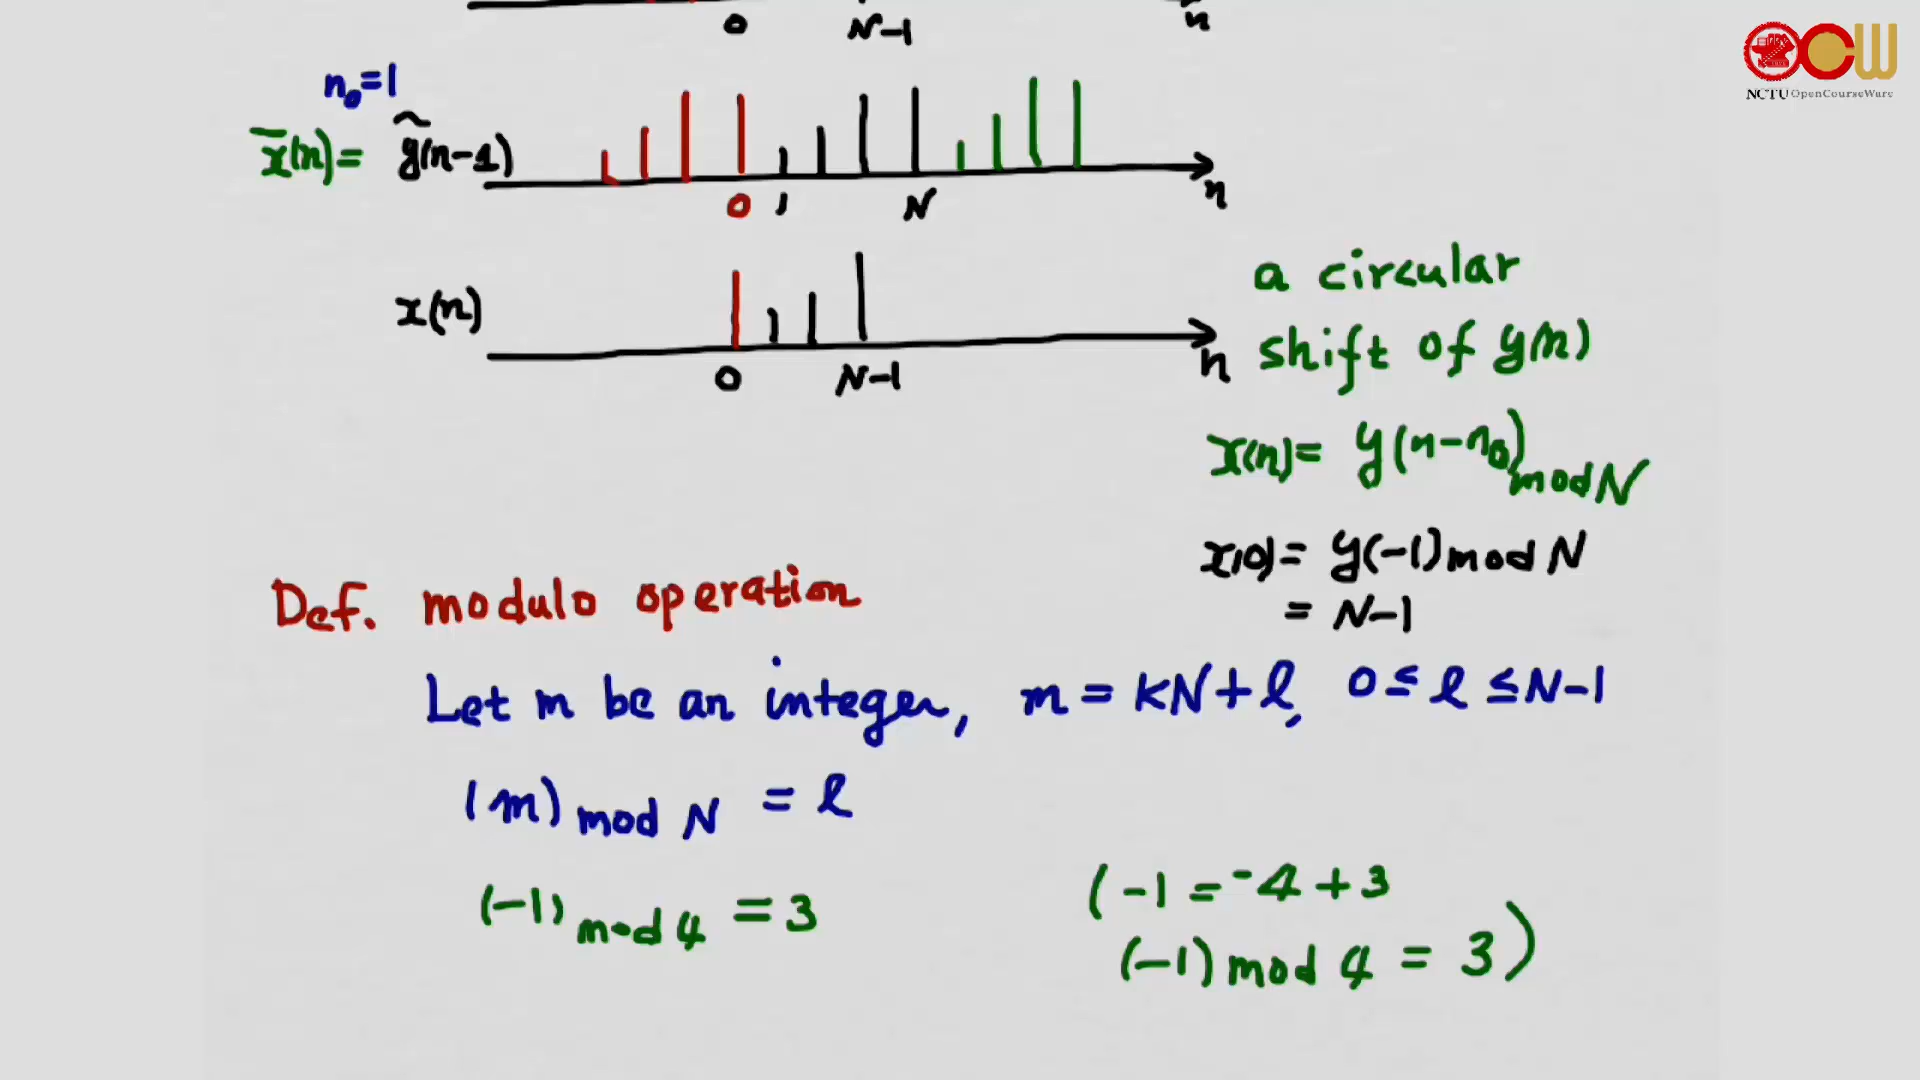 0 N-1 n
n₀=1
x̃(n)= ỹ(n-1)
0 1 N n
x(n)
0 N-1 n
a circular
shift of y(n)
x(n)= y(n-n₀)mod N
x(0)= y(-1)mod N
= N-1
Def. modulo operation
Let m be an integer, m = kN+l, 0≤ l ≤N-1
(m) mod N = l
(-1) mod 4 = 3
(-1 = -4+3
(-1) mod 4 = 3)
OCW
NCTU OpenCourseWare